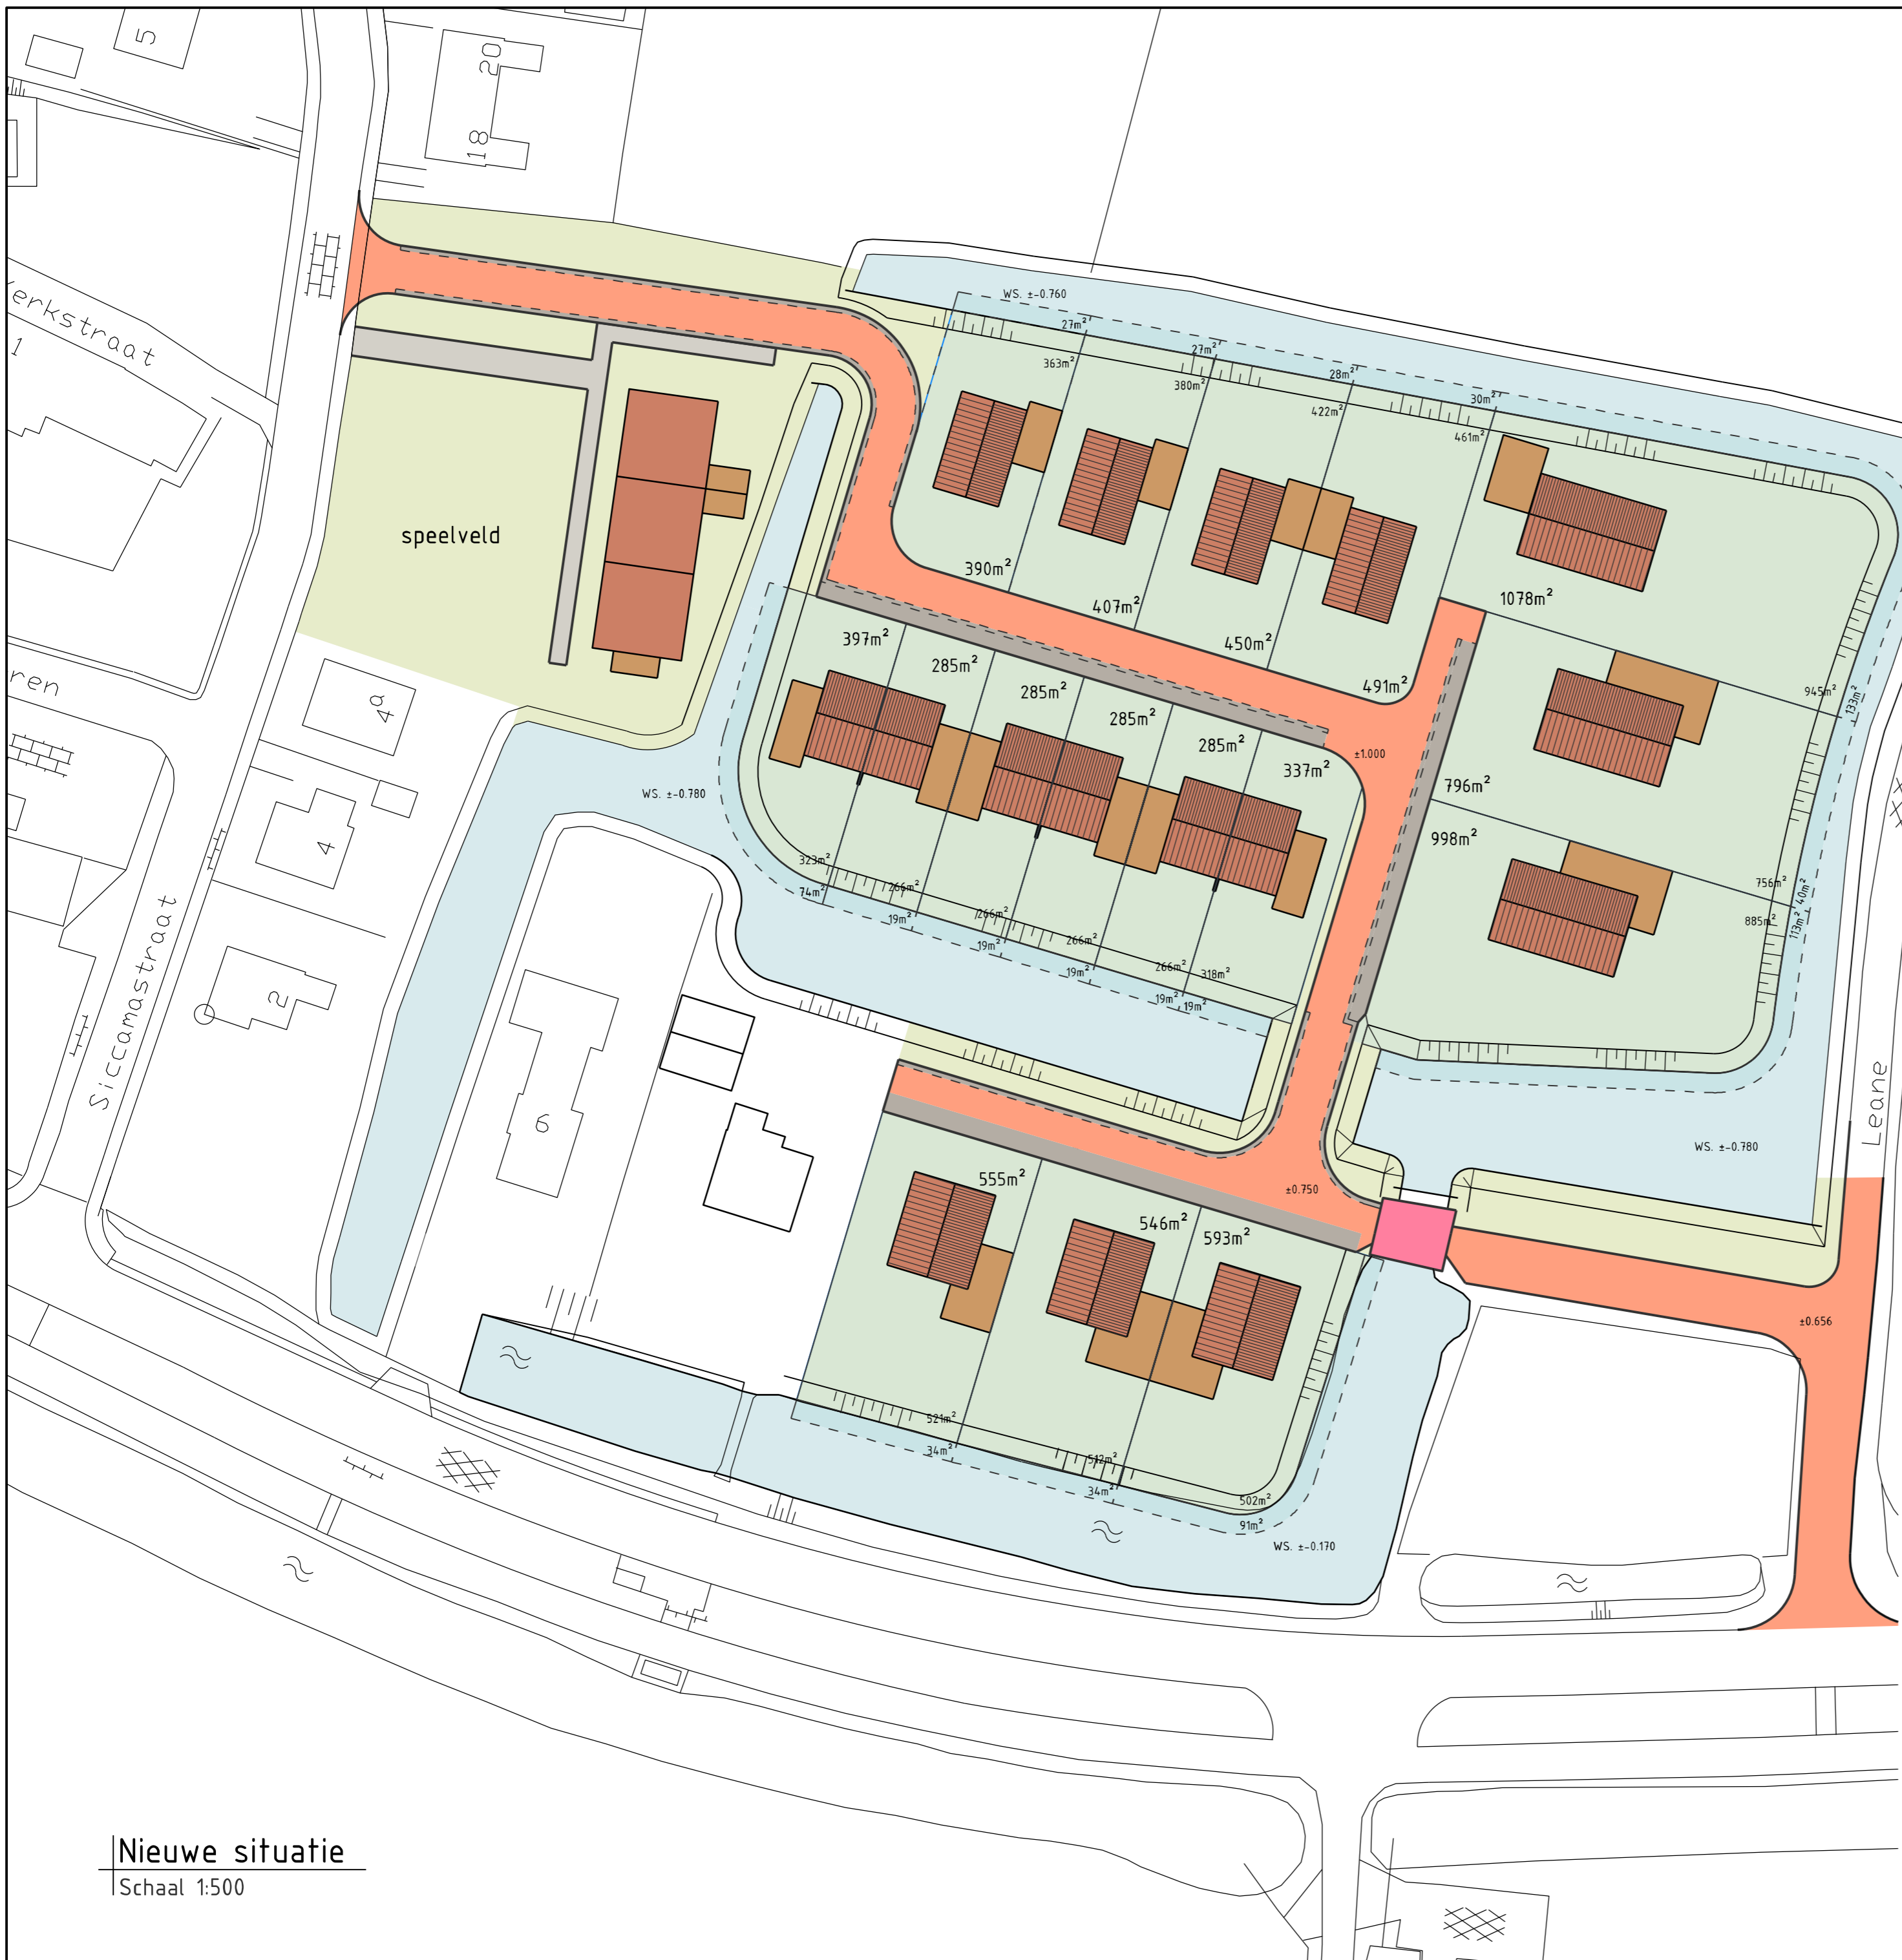 5
20
18
erkstraat
1
speelveld
WS. ±-0.760
27m²
363m²
27m²
380m²
28m²
422m²
30m²
461m²
390m²
407m²
450m²
491m²
1078m²
397m²
285m²
285m²
285m²
285m²
337m²
±1.000
796m²
998m²
945m²
133m²
756m²
40m²
885m²
113m²
ren
4a
4
2
6
Siccamastraat
WS. ±-0.780
323m²
74m²
266m²
19m²
266m²
19m²
266m²
19m²
266m²
19m²
318m²
19m²
Leane
WS. ±-0.780
±0.750
±0.656
555m²
546m²
593m²
521m²
34m²
512m²
34m²
502m²
91m²
WS. ±-0.170
Nieuwe situatie
Schaal 1:500